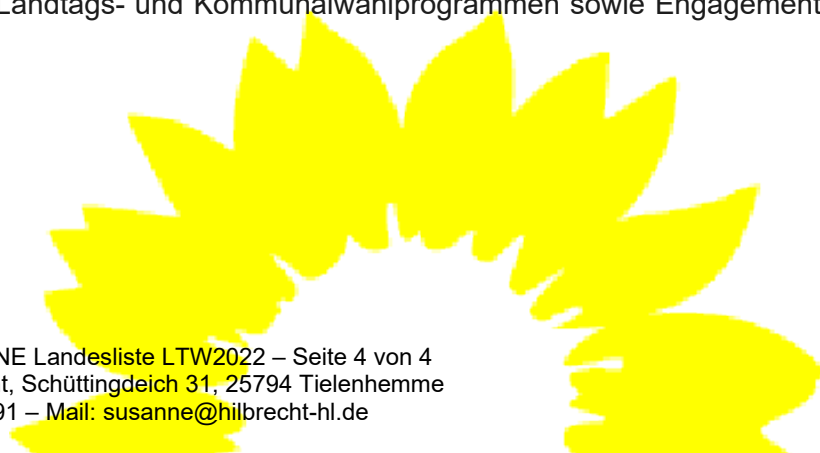 Landtags- und Kommunalwahlprogrammen sowie Engagement
NE Landesliste LTW2022 – Seite 4 von 4
t, Schüttingdeich 31, 25794 Tielenhemme
91 – Mail: susanne@hilbrecht-hl.de